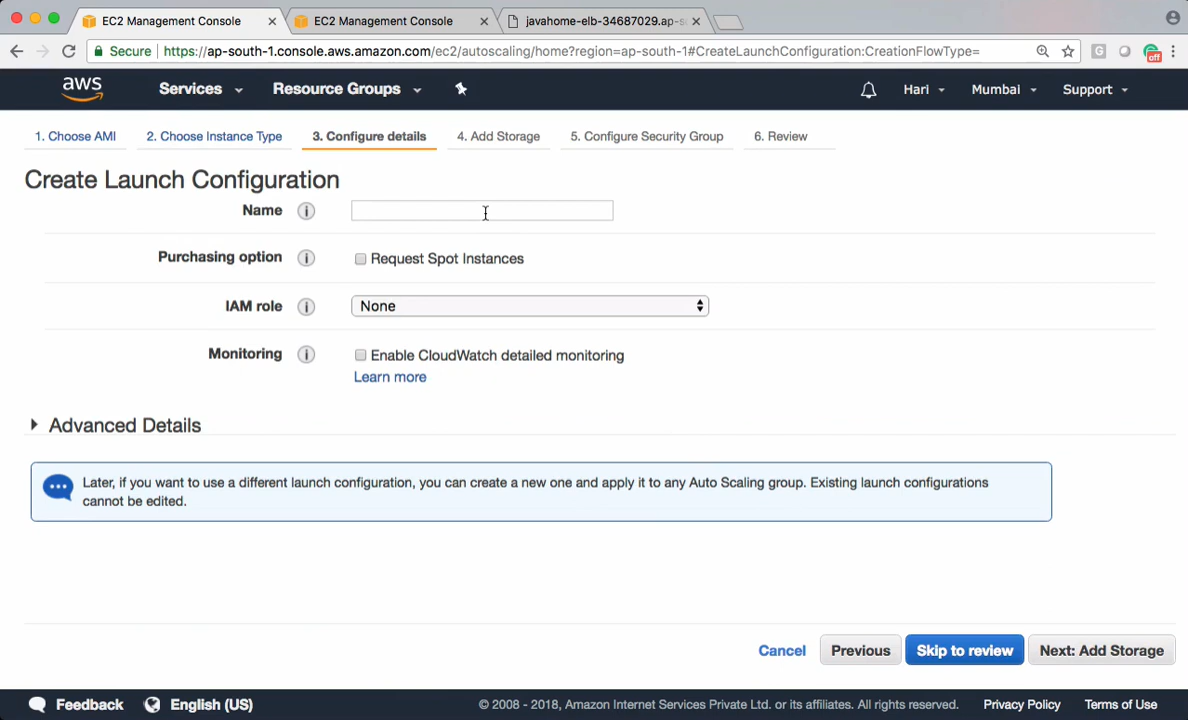 EC2 Management Console
EC2 Management Console
javahome-elb-34687029.ap-s
Secure
https://ap-south-1.console.aws.amazon.com/ec2/autoscaling/home?region=ap-south-1#CreateLaunchConfiguration:CreationFlowType=
G
off
aws
Services
Resource Groups
Hari
Mumbai
Support
1. Choose AMI
2. Choose Instance Type
3. Configure details
4. Add Storage
5. Configure Security Group
6. Review
Create Launch Configuration
Name
Purchasing option
Request Spot Instances
IAM role
None
Monitoring
Enable CloudWatch detailed monitoring
Learn more
Advanced Details
Later, if you want to use a different launch configuration, you can create a new one and apply it to any Auto Scaling group. Existing launch configurations
cannot be edited.
Cancel
Previous
Skip to review
Next: Add Storage
Feedback
English (US)
© 2008 - 2018, Amazon Internet Services Private Ltd. or its affiliates. All rights reserved.
Privacy Policy
Terms of Use